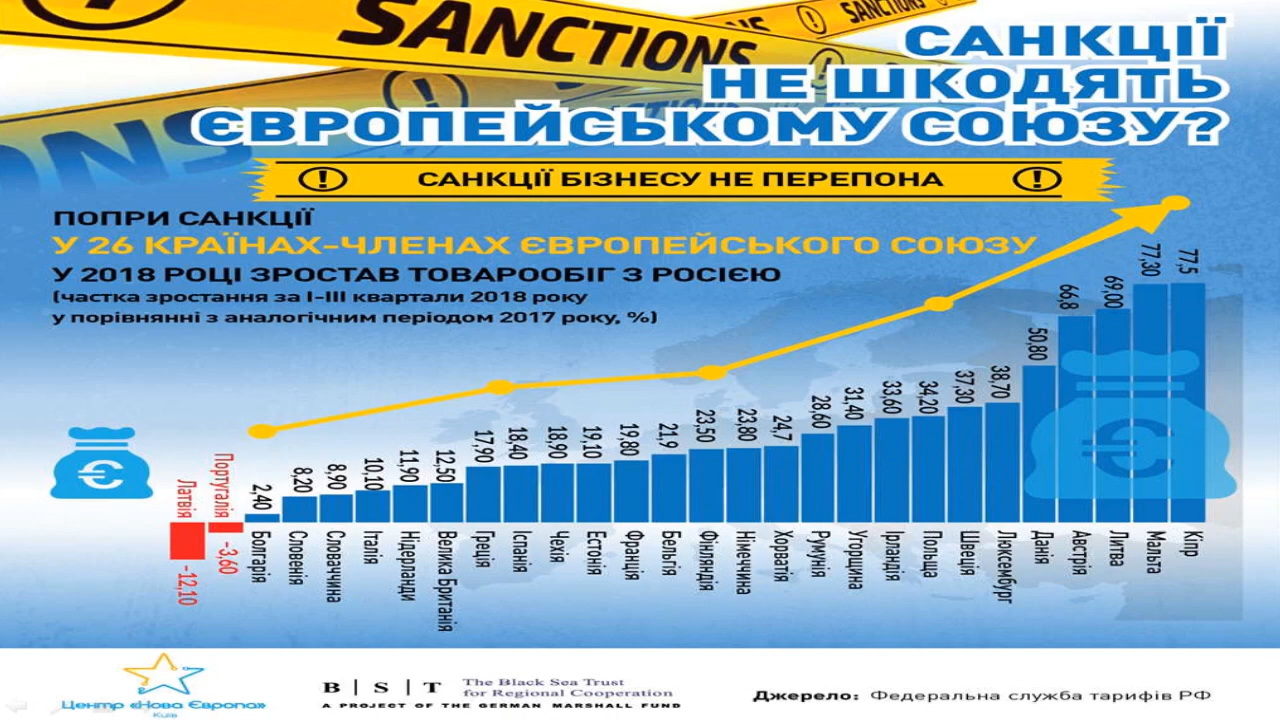 SANCTIONS
SANCTIONS
САНКЦІЇ
НЕ ШКОДЯТЬ
ЄВРОПЕЙСЬКОМУ СОЮЗУ?
САНКЦІЇ БІЗНЕСУ НЕ ПЕРЕПОНА
ПОПРИ САНКЦІЇ
У 26 КРАЇНАХ-ЧЛЕНАХ ЄВРОПЕЙСЬКОГО СОЮЗУ
У 2018 РОЦІ ЗРОСТАВ ТОВАРООБІГ З РОСІЄЮ
(частка зростання за І-ІІІ квартали 2018 року
у порівнянні з аналогічним періодом 2017 року, %)
Латвія -12,10
Португалія -3,60
Болгарія 2,40
Словенія 8,20
Словаччина 8,90
Італія 10,10
Нідерланди 11,90
Велика Британія 12,50
Греція 17,90
Іспанія 18,40
Чехія 18,90
Естонія 19,10
Франція 19,80
Бельгія 21,9
Фінляндія 23,50
Німеччина 23,80
Хорватія 24,7
Румунія 28,60
Угорщина 31,40
Ірландія 33,60
Польща 34,20
Швеція 37,30
Люксембург 38,70
Данія 50,80
Австрія 66,8
Литва 69,00
Мальта 77,30
Кіпр 77,5
Центр «Нова Європа»
Київ
B | S | T
The Black Sea Trust
for Regional Cooperation
A PROJECT OF THE GERMAN MARSHALL FUND
Джерело: Федеральна служба тарифів РФ